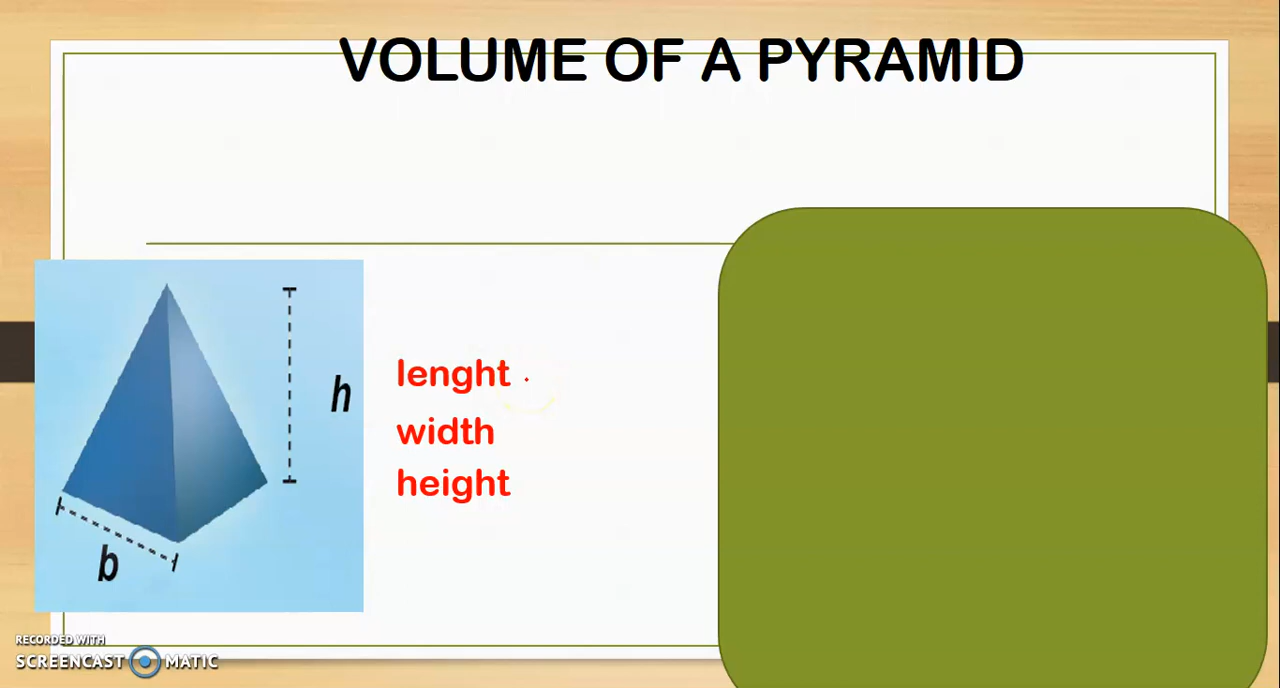 VOLUME OF A PYRAMID
h
b
lenght
width
height
RECORDED WITH
SCREENCAST MATIC